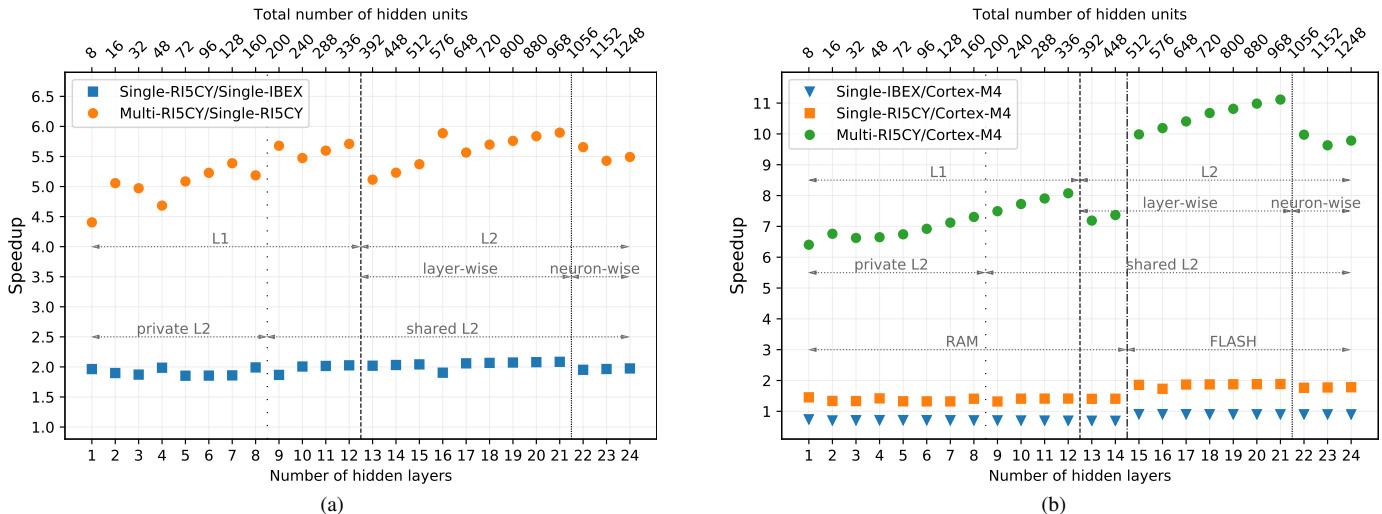 Total number of hidden units
8 16 32 48 72 96 128 160 200 240 288 336 392 448 512 576 648 720 800 880 968 1056 1152 1248
Single-RI5CY/Single-IBEX
Multi-RI5CY/Single-RI5CY
6.5
6.0
5.5
5.0
4.5
4.0
3.5
3.0
2.5
2.0
1.5
1.0
Speedup
L1 L2
layer-wise neuron-wise
private L2 shared L2
1 2 3 4 5 6 7 8 9 10 11 12 13 14 15 16 17 18 19 20 21 22 23 24
Number of hidden layers
(a)
Total number of hidden units
8 16 32 48 72 96 128 160 200 240 288 336 392 448 512 576 648 720 800 880 968 1056 1152 1248
Single-IBEX/Cortex-M4
Single-RI5CY/Cortex-M4
Multi-RI5CY/Cortex-M4
11
10
9
8
7
6
5
4
3
2
1
Speedup
L1 L2
layer-wise neuron-wise
private L2 shared L2
RAM FLASH
1 2 3 4 5 6 7 8 9 10 11 12 13 14 15 16 17 18 19 20 21 22 23 24
Number of hidden layers
(b)